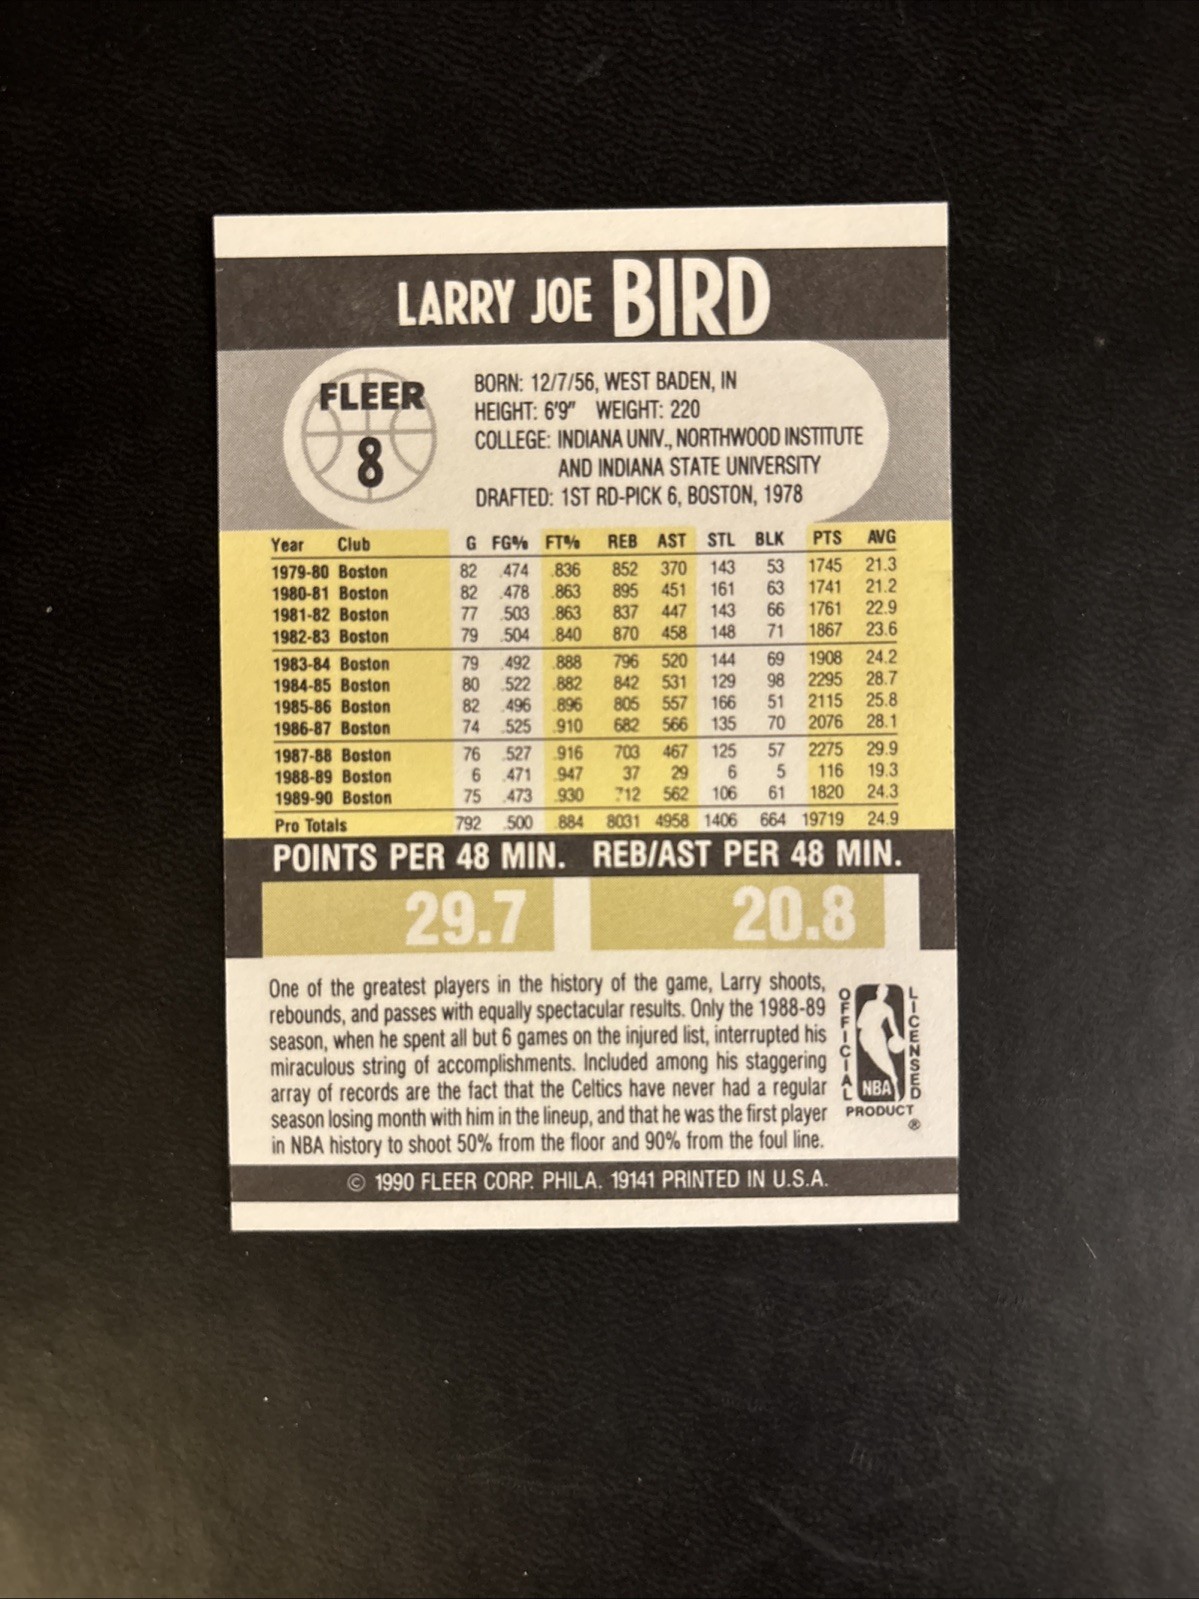 LARRY JOE BIRD
FLEER
8
BORN: 12/7/56, WEST BADEN, IN
HEIGHT: 6'9" WEIGHT: 220
COLLEGE: INDIANA UNIV., NORTHWOOD INSTITUTE
AND INDIANA STATE UNIVERSITY
DRAFTED: 1ST RD-PICK 6, BOSTON, 1978
Year Club G FG% FT% REB AST STL BLK PTS AVG
1979-80 Boston 82 .474 .836 852 370 143 53 1745 21.3
1980-81 Boston 82 .478 .863 895 451 161 63 1741 21.2
1981-82 Boston 77 .503 .863 837 447 143 66 1761 22.9
1982-83 Boston 79 .504 .840 870 458 148 71 1867 23.6
1983-84 Boston 79 .492 .888 796 520 144 69 1908 24.2
1984-85 Boston 80 .522 .882 842 531 129 98 2295 28.7
1985-86 Boston 82 .496 .896 805 557 166 51 2115 25.8
1986-87 Boston 74 .525 .910 682 566 135 70 2076 28.1
1987-88 Boston 76 .527 .916 703 467 125 57 2275 29.9
1988-89 Boston 6 .471 .947 37 29 6 5 116 19.3
1989-90 Boston 75 .473 .930 712 562 106 61 1820 24.3
Pro Totals 792 .500 .884 8031 4958 1406 664 19719 24.9
POINTS PER 48 MIN. REB/AST PER 48 MIN.
29.7 20.8
One of the greatest players in the history of the game, Larry shoots,
rebounds, and passes with equally spectacular results. Only the 1988-89
season, when he spent all but 6 games on the injured list, interrupted his
miraculous string of accomplishments. Included among his staggering
array of records are the fact that the Celtics have never had a regular
season losing month with him in the lineup, and that he was the first player
in NBA history to shoot 50% from the floor and 90% from the foul line.
OFFICIAL
LICENSED
NBA
PRODUCT
®
© 1990 FLEER CORP. PHILA. 19141 PRINTED IN U.S.A.